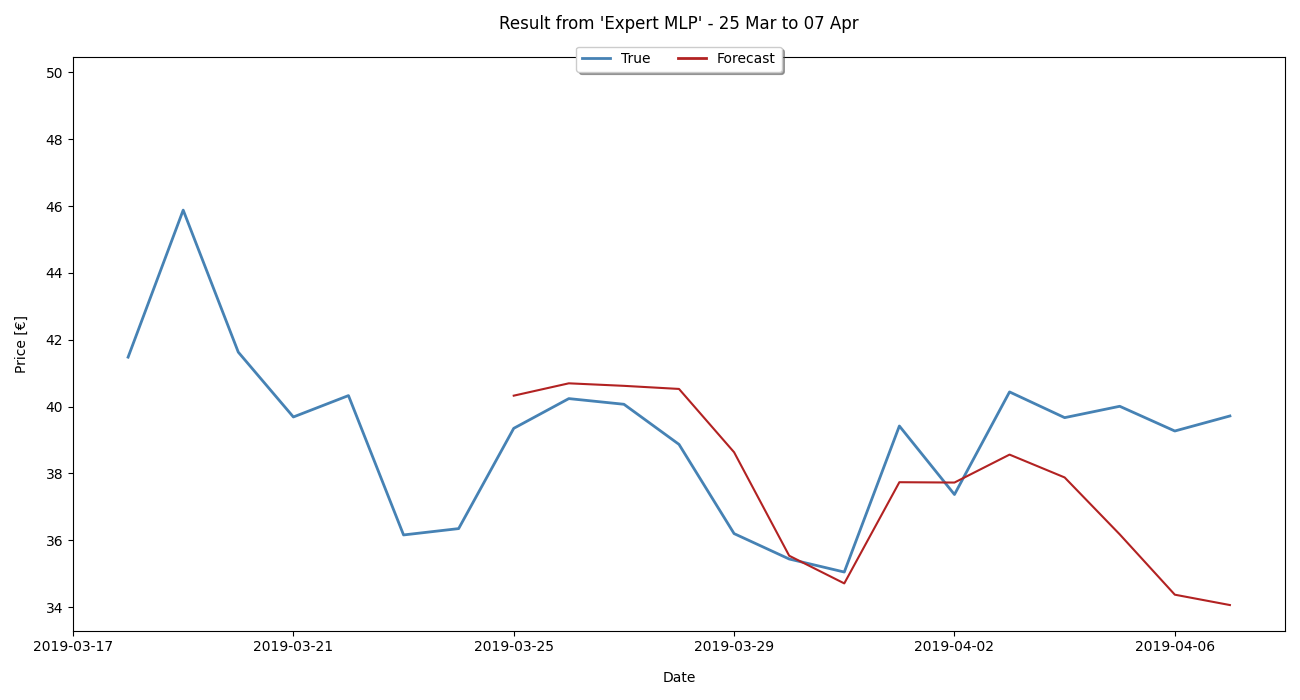 Result from 'Expert MLP' - 25 Mar to 07 Apr
True Forecast
50
48
46
44
42
40
38
36
34
Price [€]
2019-03-17 2019-03-21 2019-03-25 2019-03-29 2019-04-02 2019-04-06
Date